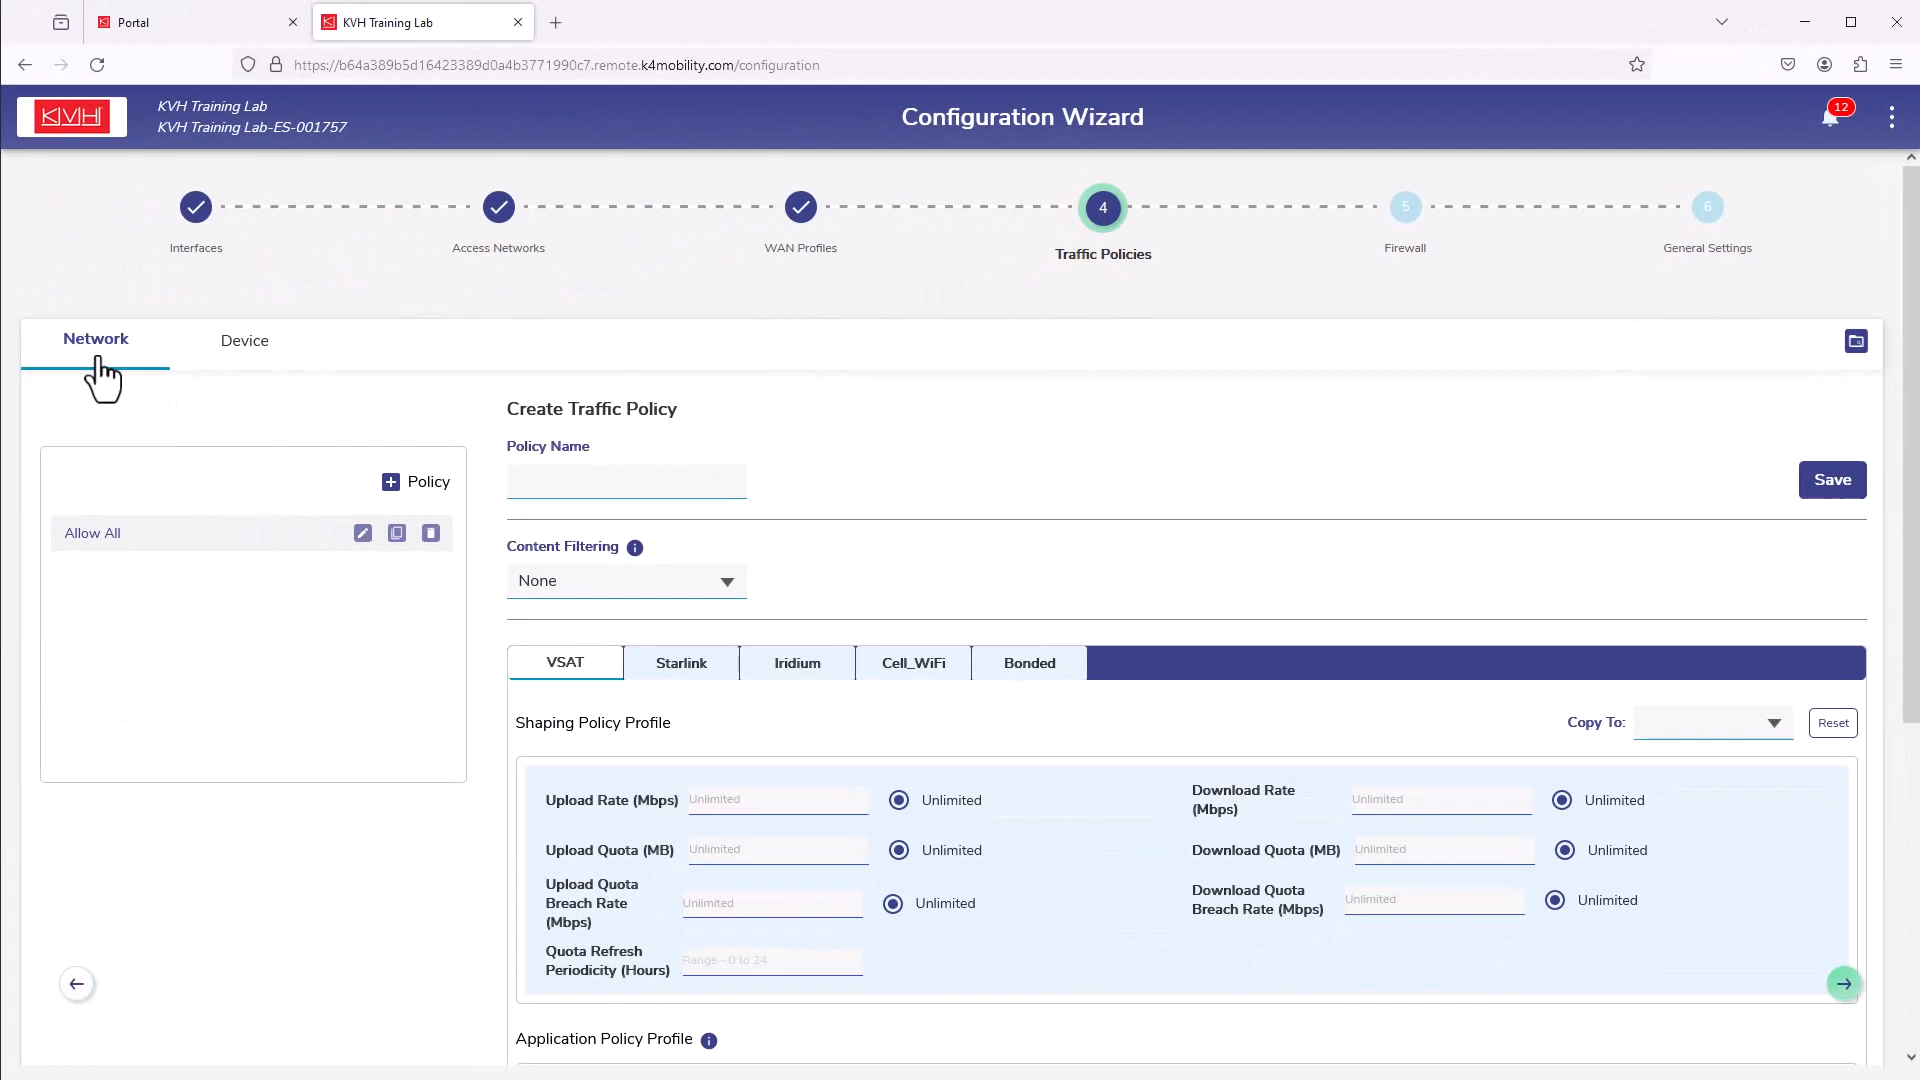 Portal
KVH Training Lab
https://b64a389b5d16423389d0a4b3771990c7.remote.k4mobility.com/configuration
KVH
KVH Training Lab
KVH Training Lab-ES-001757
Configuration Wizard
12
4
5
6
Interfaces
Access Networks
WAN Profiles
Traffic Policies
Firewall
General Settings
Network
Device
Create Traffic Policy
Policy Name
Policy
Save
Allow All
Content Filtering
None
VSAT
Starlink
Iridium
Cell_WiFi
Bonded
Shaping Policy Profile
Copy To:
Reset
Upload Rate (Mbps)
Unlimited
Unlimited
Download Rate
(Mbps)
Unlimited
Unlimited
Upload Quota (MB)
Unlimited
Unlimited
Download Quota (MB)
Unlimited
Unlimited
Upload Quota
Breach Rate
(Mbps)
Unlimited
Unlimited
Download Quota
Breach Rate (Mbps)
Unlimited
Unlimited
Quota Refresh
Periodicity (Hours)
Range - 0 to 24
Application Policy Profile